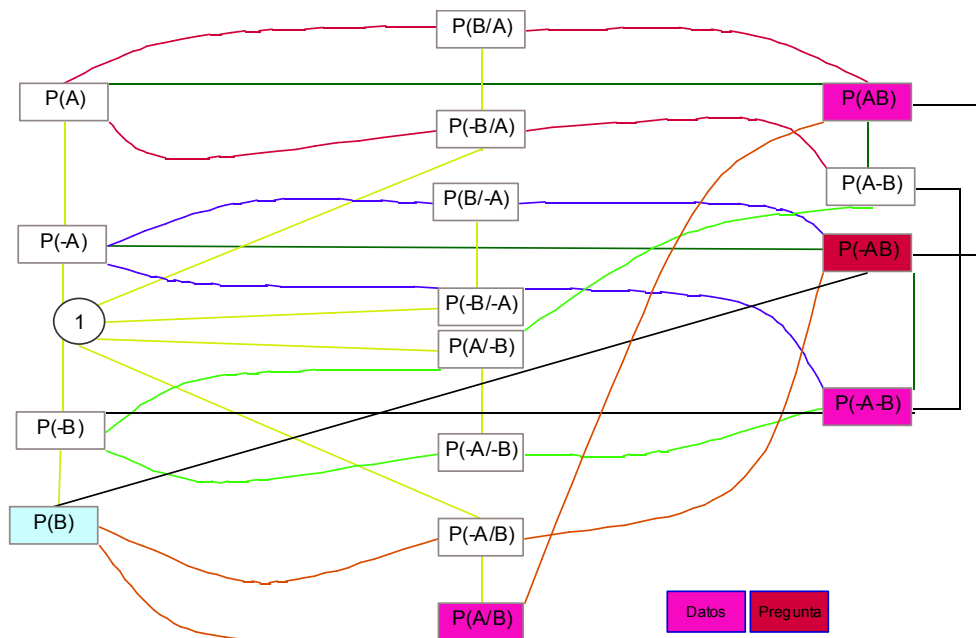 P(B/A)
P(A)
P(AB)
P(-B/A)
P(A-B)
P(B/-A)
P(-A)
P(-AB)
P(-B/-A)
1
P(A/-B)
P(-A-B)
P(-B)
P(-A/-B)
P(B)
P(-A/B)
P(A/B)
Datos
Pregunta